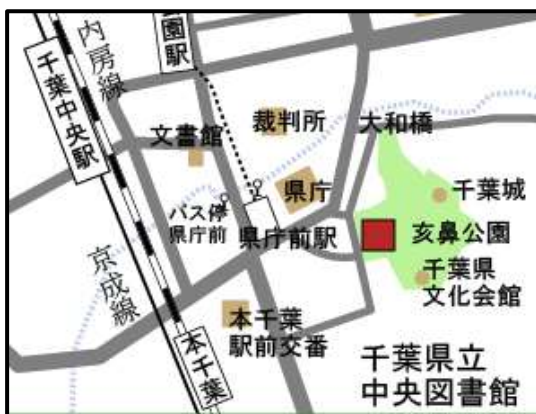 内房線
園駅
千葉中央駅
文書館
裁判所
大和橋
県庁
千葉城
バス停
県庁前
県庁前駅
亥鼻公園
京成線
千葉県
文化会館
本千葉
駅前交番
本千葉
千葉県立
中央図書館